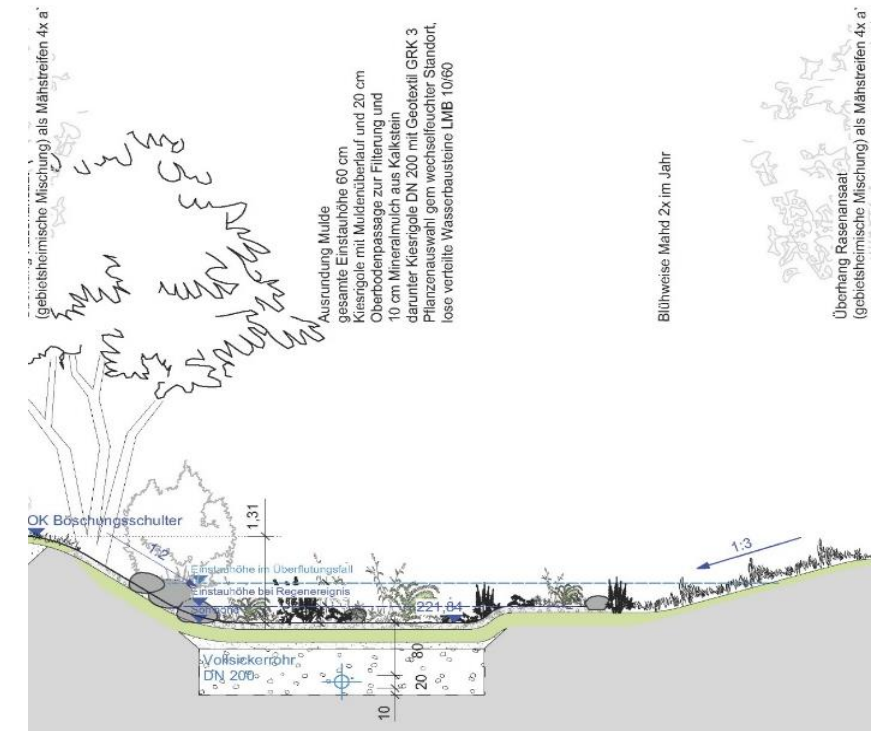 (gebietsheimische Mischung) als Mähstreifen 4x a
Ausrundung Mulde
gesamte Einstauhöhe 60 cm
Kiesrigole mit Muldenüberlauf und 20 cm
Oberbodenpassage zur Filterung und
10 cm Mineralmulch aus Kalkstein
darunter Kiesrigole DN 200 mit Geotextil GRK 3
Pflanzenauswahl gem wechselfeuchter Standort,
lose verteilte Wasserbausteine LMB 10/60
Blühweise Mahd 2x im Jahr
Überhang Rasenansaat
(gebietsheimische Mischung) als Mähstreifen 4x a
OK Böschungsschulter
1,31
1:2
1:3
Einstauhöhe im Überflutungsfall
Einstauhöhe bei Regenereignis
221,84
Vollsickerrohr
DN 200
80
20
10